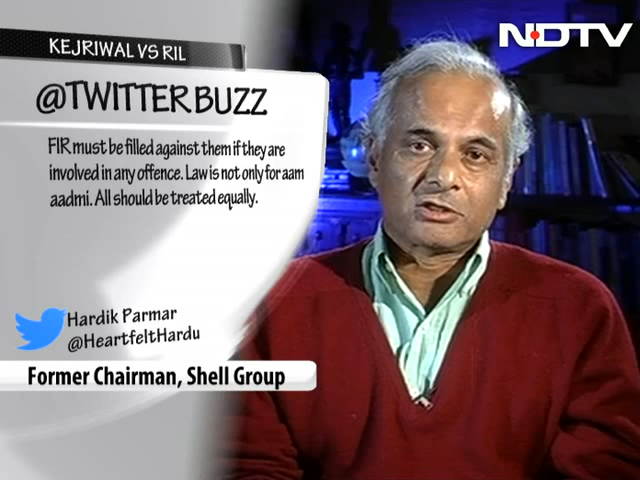 KEJRIWAL VS RIL
NDTV
@TWITTER BUZZ
FIR must be filled against them if they are
involved in any offence. Law is not only for aam
aadmi. All should be treated equally.
Hardik Parmar
@HeartfeltHardu
Former Chairman, Shell Group